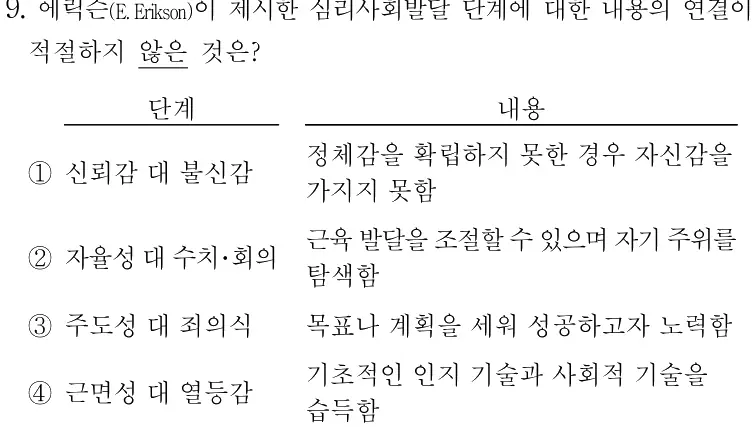 9. 에릭슨(E. Erikson)이 제시한 심리사회발달 단계에 대한 내용의 연결이
적절하지 않은 것은?
단계 내용
① 신뢰감 대 불신감 정체감을 확립하지 못한 경우 자신감을
가지지 못함
② 자율성 대 수치·회의 근육 발달을 조절할 수 있으며 자기 주위를
탐색함
③ 주도성 대 죄의식 목표나 계획을 세워 성공하고자 노력함
④ 근면성 대 열등감 기초적인 인지 기술과 사회적 기술을
습득함